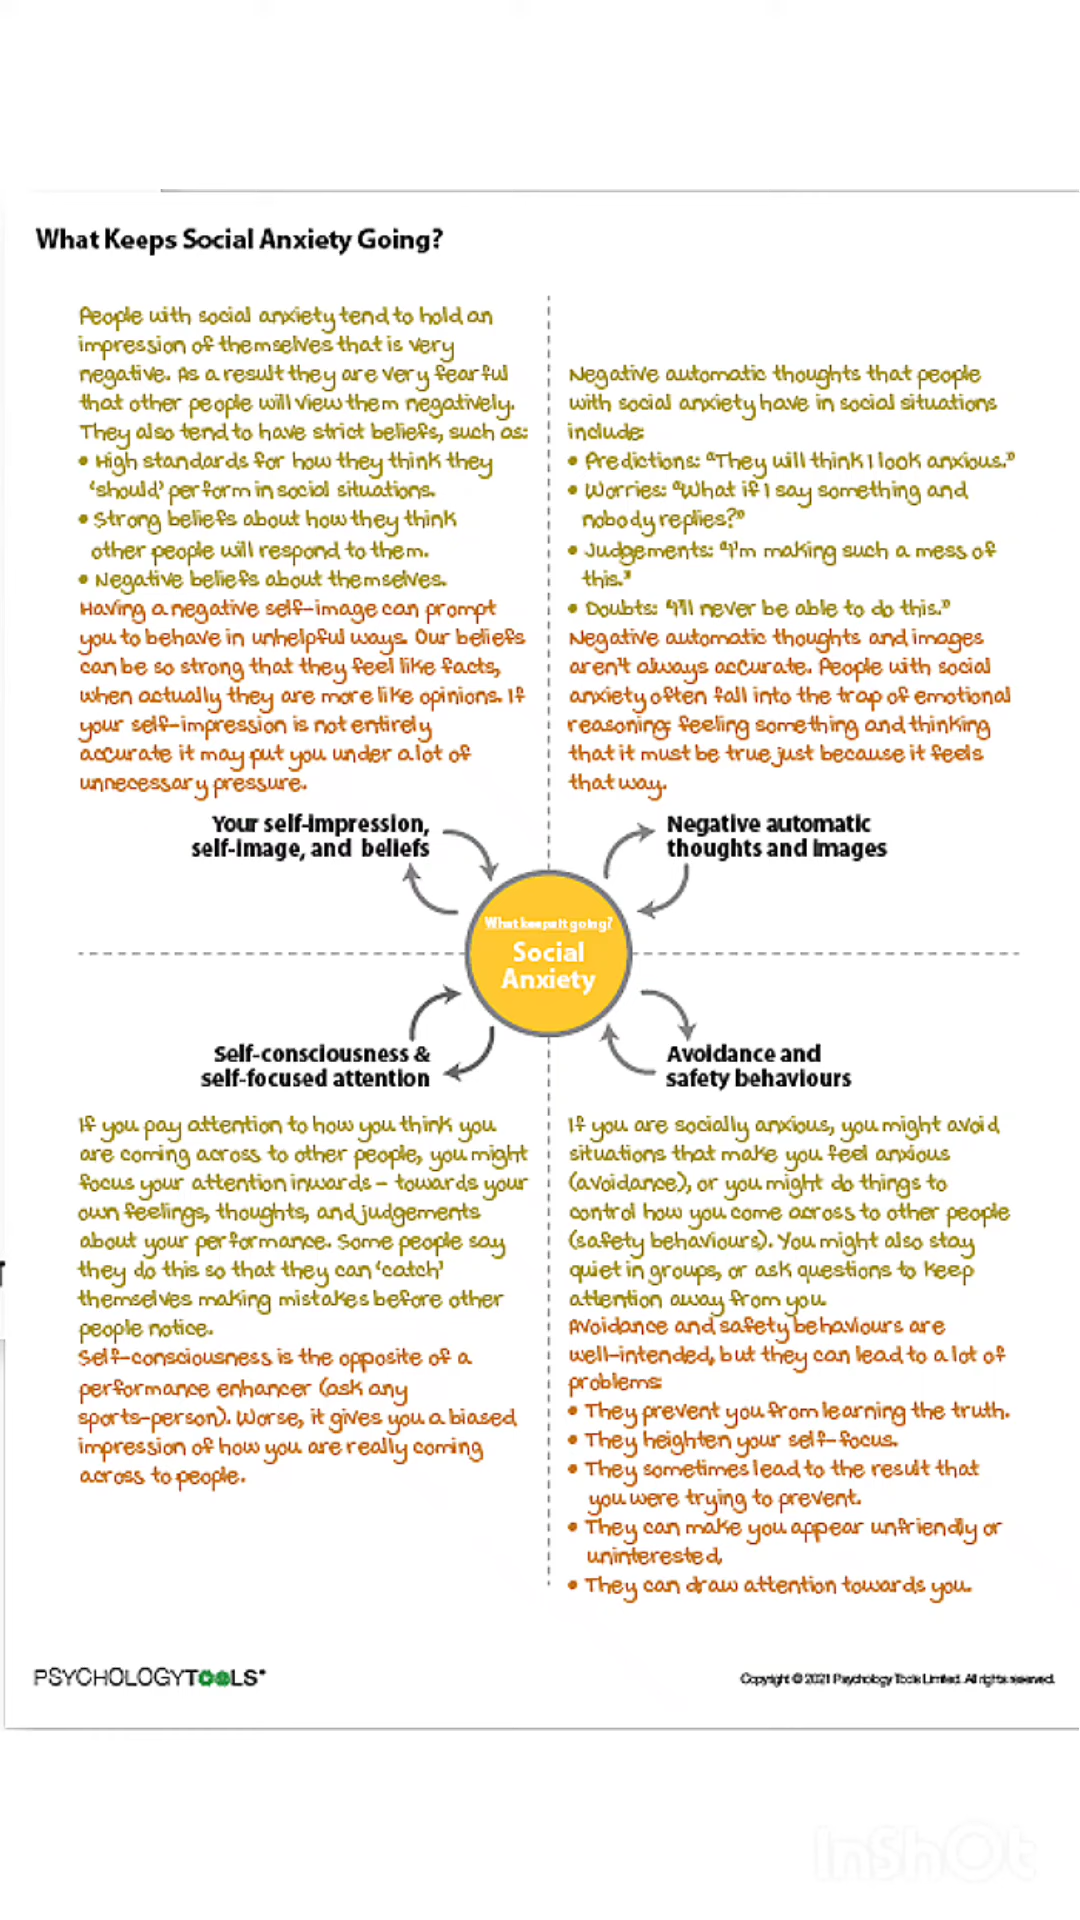 What Keeps Social Anxiety Going?
People with social anxiety tend to hold an
impression of themselves that is very
negative. As a result they are very fearful
that other people will view them negatively.
They also tend to have strict beliefs, such as:
• High standards for how they think they
'should' perform in social situations.
• Strong beliefs about how they think
other people will respond to them.
• Negative beliefs about themselves.
Having a negative self-image can prompt
you to behave in unhelpful ways. Our beliefs
can be so strong that they feel like facts,
when actually they are more like opinions. If
your self-impression is not entirely
accurate it may put you under a lot of
unnecessary pressure.
Your self-impression,
self-image, and beliefs
Negative automatic thoughts that people
with social anxiety have in social situations
include:
• Predictions: "They will think I look anxious."
• Worries: "What if I say something and
nobody replies?"
• Judgements: "I'm making such a mess of
this."
• Doubts: "I'll never be able to do this."
Negative automatic thoughts and images
aren't always accurate. People with social
anxiety often fall into the trap of emotional
reasoning: feeling something and thinking
that it must be true just because it feels
that way.
Negative automatic
thoughts and images
What keeps it going?
Social
Anxiety
Self-consciousness &
self-focused attention
If you pay attention to how you think you
are coming across to other people, you might
focus your attention inwards – towards your
own feelings, thoughts, and judgements
about your performance. Some people say
they do this so that they can 'catch'
themselves making mistakes before other
people notice.
Self-consciousness is the opposite of a
performance enhancer (ask any
sports-person). Worse, it gives you a biased
impression of how you are really coming
across to people.
Avoidance and
safety behaviours
If you are socially anxious, you might avoid
situations that make you feel anxious
(avoidance), or you might do things to
control how you come across to other people
(safety behaviours). You might also stay
quiet in groups, or ask questions to keep
attention away from you.
Avoidance and safety behaviours are
well-intended, but they can lead to a lot of
problems:
• They prevent you from learning the truth.
• They heighten your self-focus.
• They sometimes lead to the result that
you were trying to prevent.
• They can make you appear unfriendly or
uninterested.
• They can draw attention towards you.
PSYCHOLOGYTOOLS®
Copyright © 2021 Psychology Tools Limited. All rights reserved.
InShOt